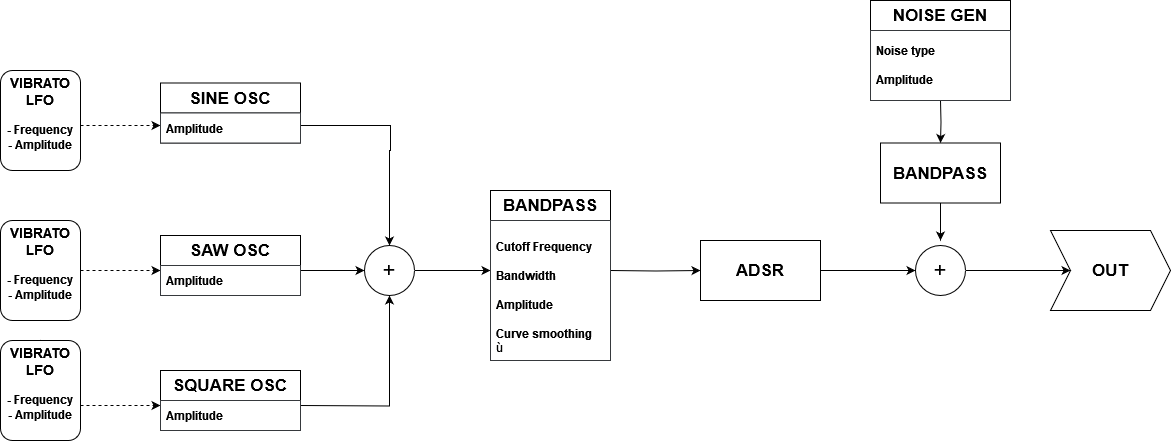 NOISE GEN
Noise type
Amplitude
VIBRATO
LFO
- Frequency
- Amplitude
SINE OSC
Amplitude
BANDPASS
VIBRATO
LFO
- Frequency
- Amplitude
SAW OSC
Amplitude
+
BANDPASS
Cutoff Frequency
Bandwidth
Amplitude
Curve smoothing
ù
ADSR
+
OUT
VIBRATO
LFO
- Frequency
- Amplitude
SQUARE OSC
Amplitude